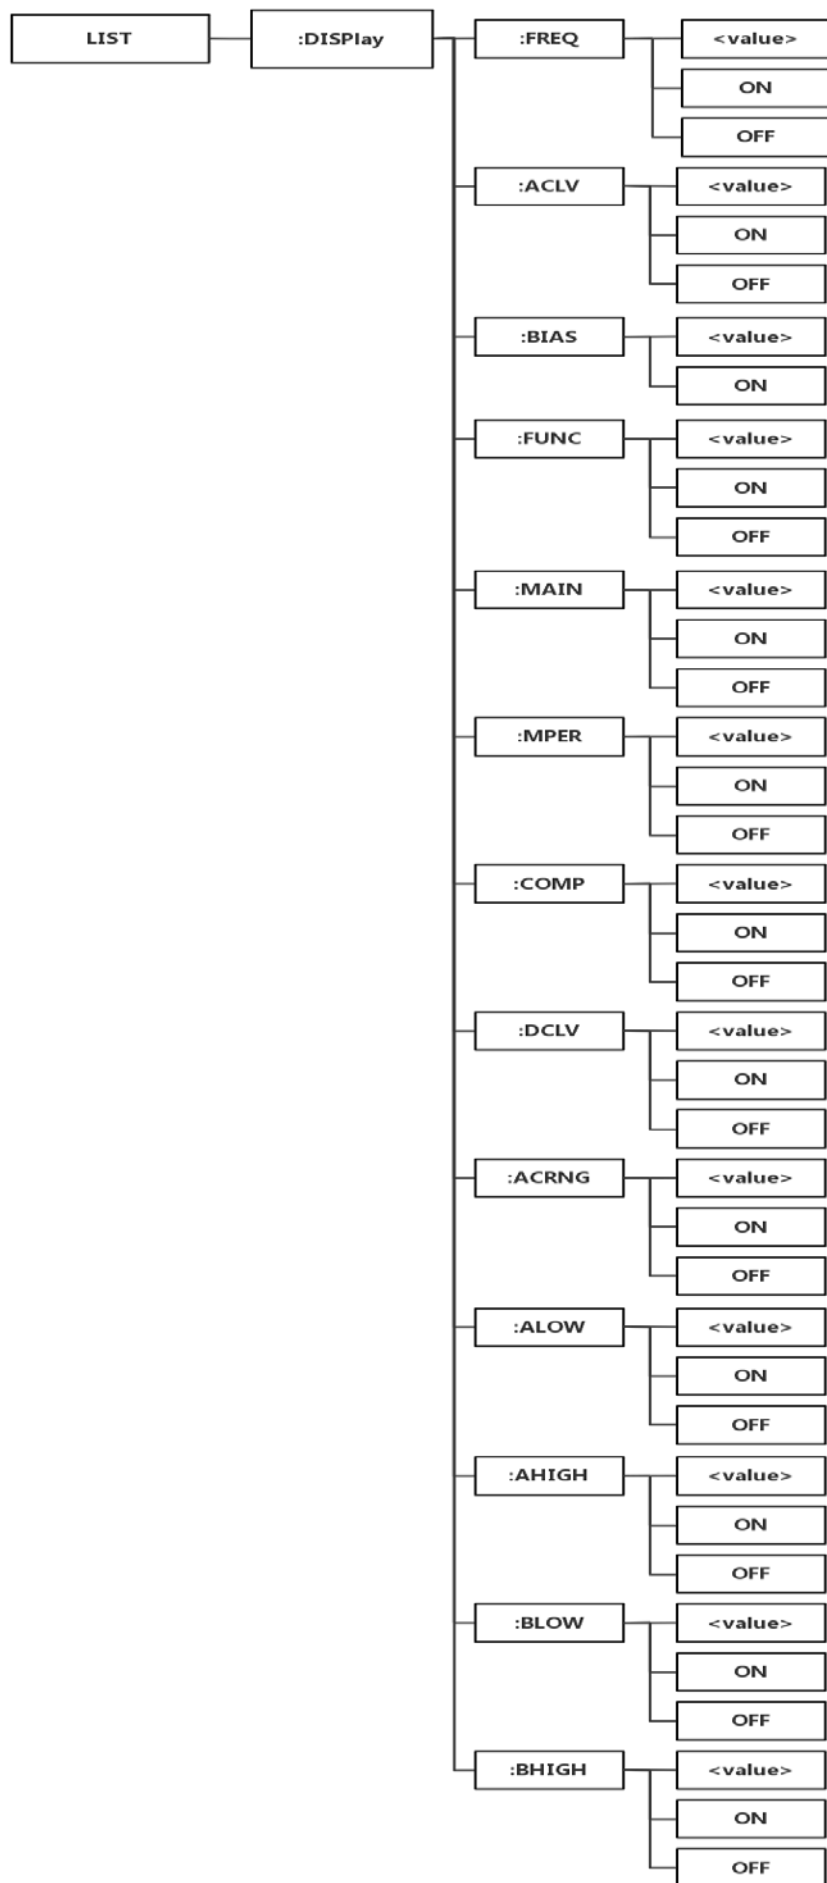 LIST :DISPlay :FREQ <value>
ON
OFF
:ACLV <value>
ON
OFF
:BIAS <value>
ON
:FUNC <value>
ON
OFF
:MAIN <value>
ON
OFF
:MPER <value>
ON
OFF
:COMP <value>
ON
OFF
:DCLV <value>
ON
OFF
:ACRNG <value>
ON
OFF
:ALOW <value>
ON
OFF
:AHIGH <value>
ON
OFF
:BLOW <value>
ON
OFF
:BHIGH <value>
ON
OFF